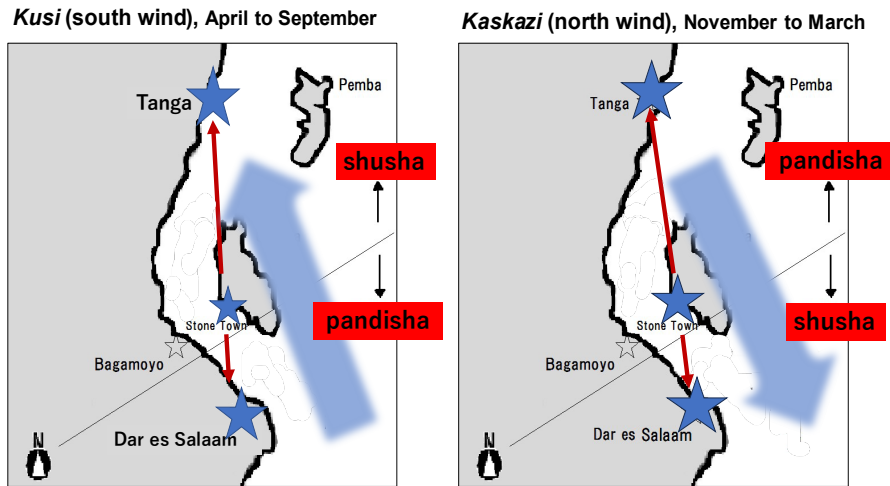 Kusi (south wind), April to September
Tanga
Pemba
shusha
pandisha
Stone Town
Bagamoyo
Dar es Salaam
N
Kaskazi (north wind), November to March
Tanga
Pemba
pandisha
shusha
Stone Town
Bagamoyo
Dar es Salaam
N